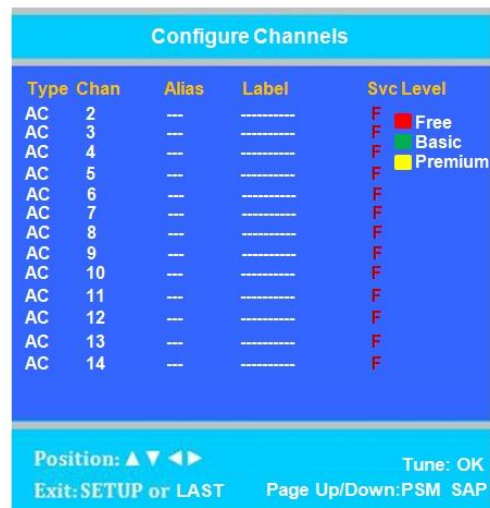 Configure Channels
Type Chan Alias Label Svc Level
AC 2 --- ---------- F Free
AC 3 --- ---------- F Basic
AC 4 --- ---------- F Premium
AC 5 --- ---------- F
AC 6 --- ---------- F
AC 7 --- ---------- F
AC 8 --- ---------- F
AC 9 --- ---------- F
AC 10 --- ---------- F
AC 11 --- ---------- F
AC 12 --- ---------- F
AC 13 --- ---------- F
AC 14 --- ---------- F
Position: ▲ ▼ ◄ ► Tune: OK
Exit: SETUP or LAST Page Up/Down:PSM SAP